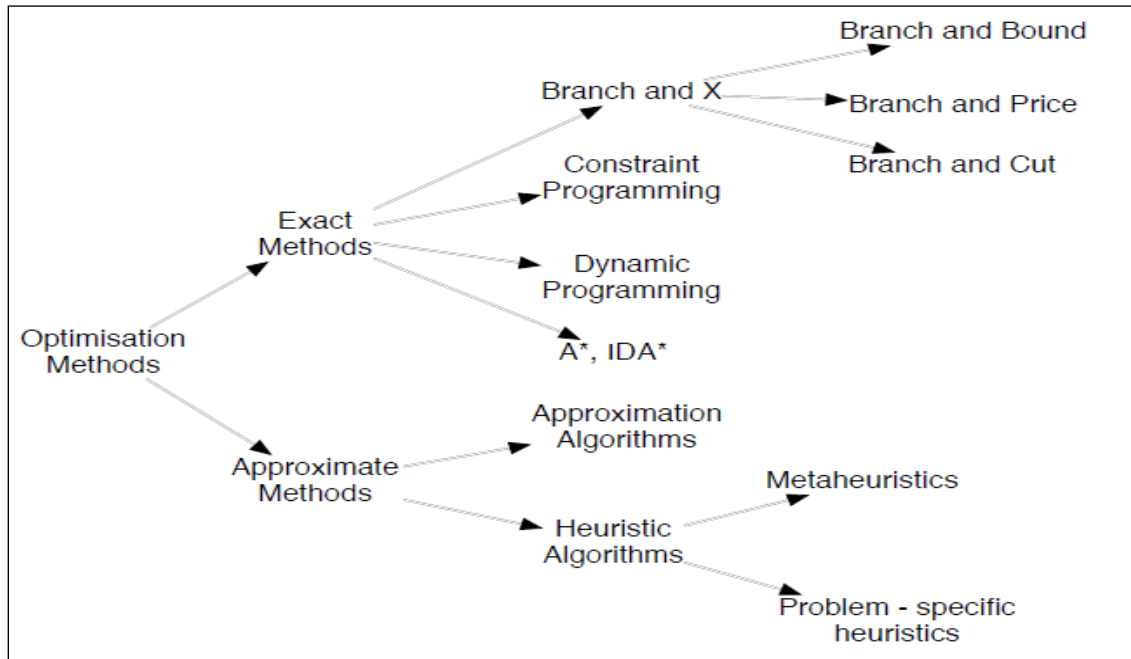 Branch and Bound
Branch and X
Branch and Price
Branch and Cut
Constraint
Programming
Exact
Methods
Dynamic
Programming
Optimisation
Methods
A*, IDA*
Approximation
Algorithms
Approximate
Methods
Metaheuristics
Heuristic
Algorithms
Problem - specific
heuristics